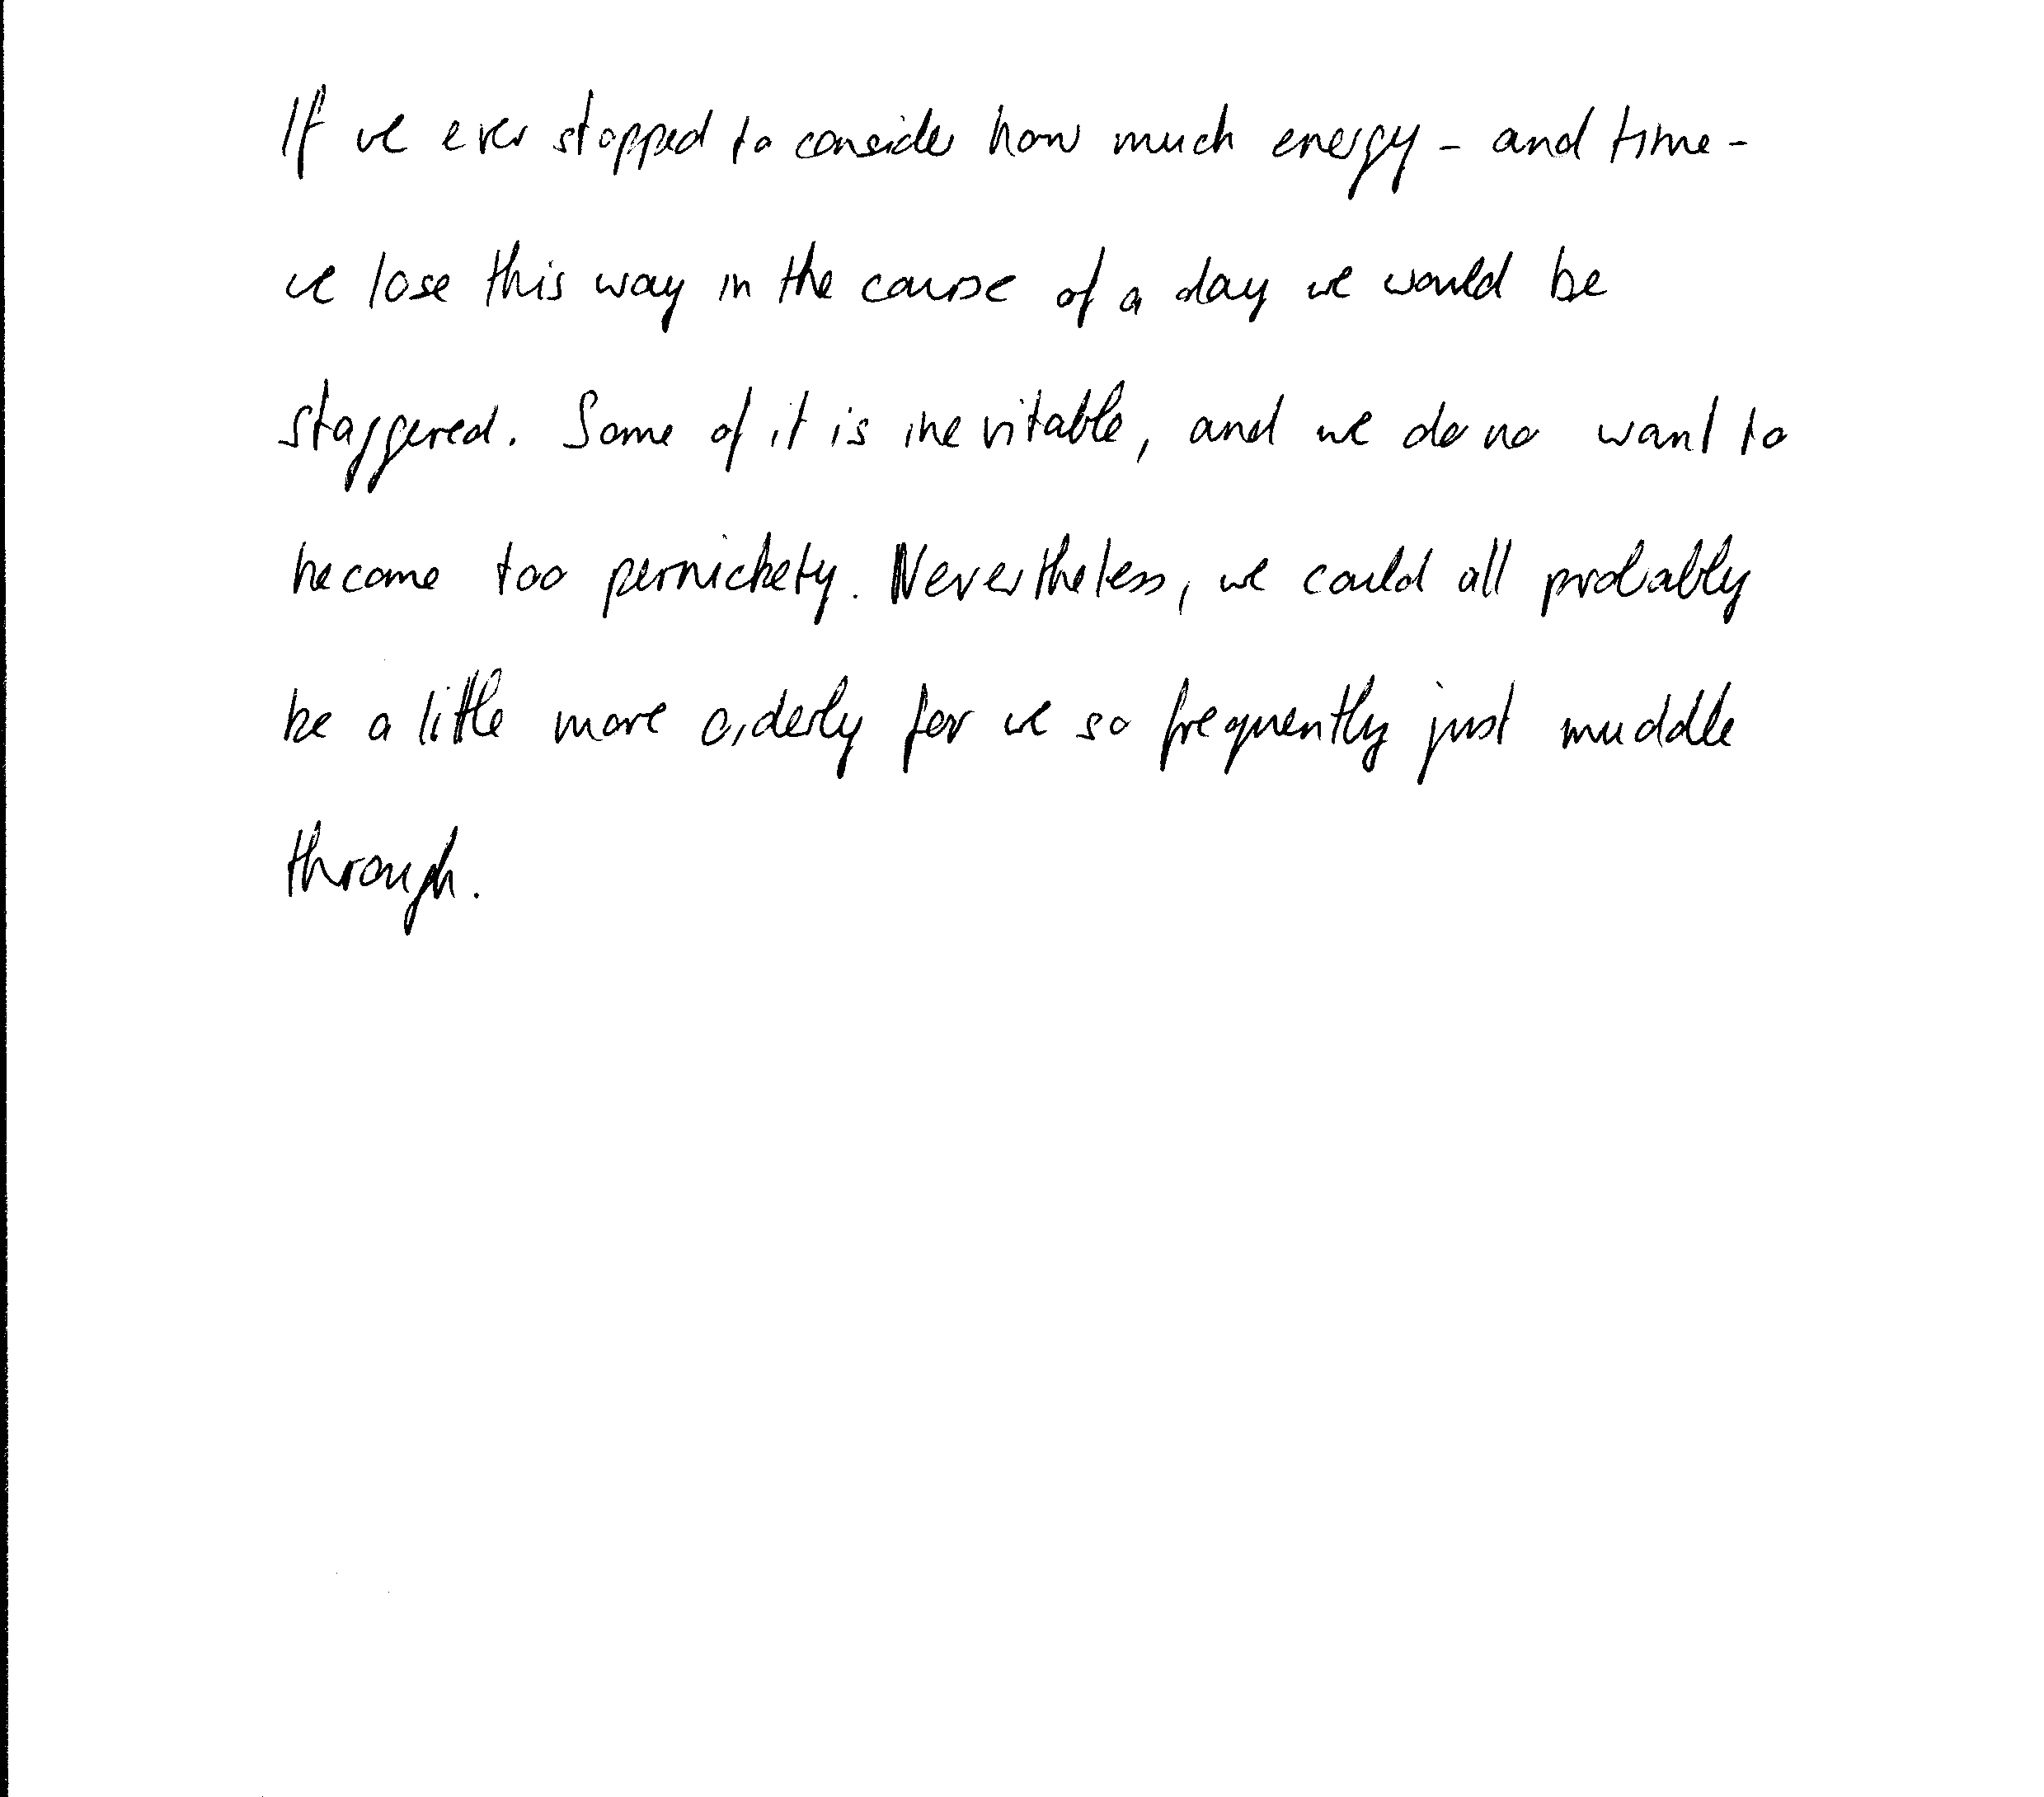 If we ever stopped to consider how much energy - and time -
we lose this way in the course of a day we would be
staggered. Some of it is inevitable, and we do no want to
become too pernickety. Nevertheless, we could all probably
be a little more orderly for we so frequently just muddle
through.